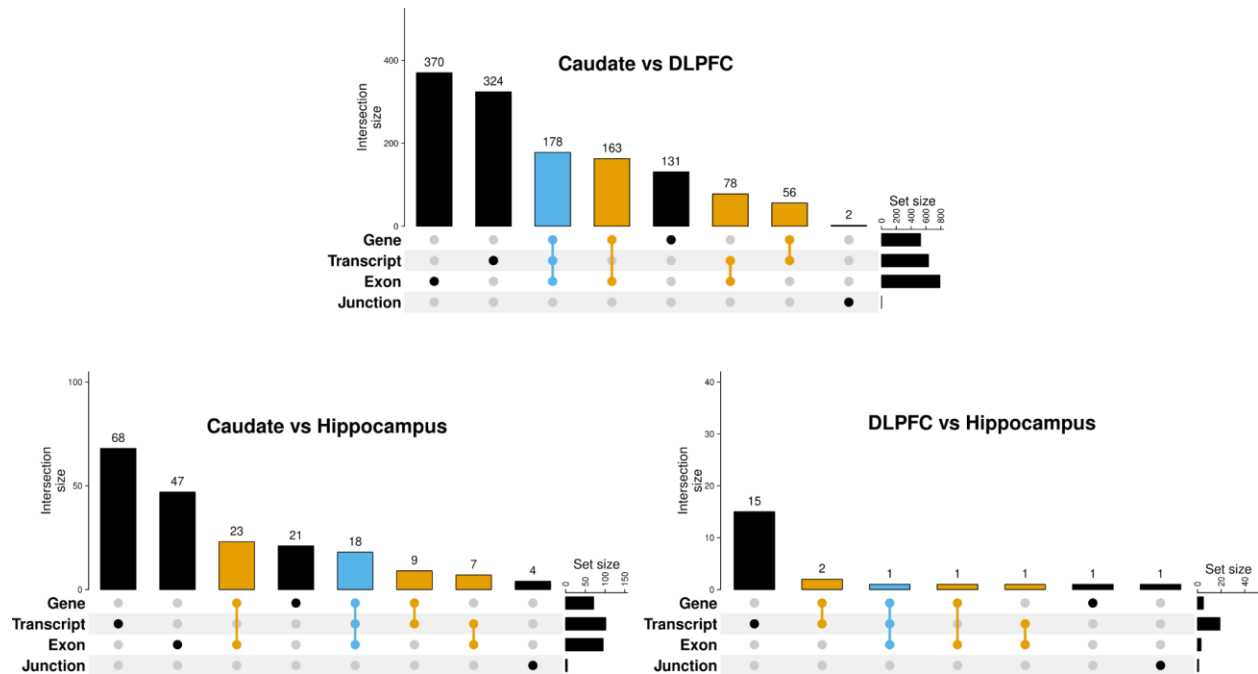 Caudate vs DLPFC
Intersection
size
400
200
0
370
324
178
163
131
78
56
2
Set size
0 200 400 600 800
Gene
Transcript
Exon
Junction
Caudate vs Hippocampus
Intersection
size
100
50
0
68
47
23
21
18
9
7
4
Set size
0 50 100 150
Gene
Transcript
Exon
Junction
DLPFC vs Hippocampus
Intersection
size
40
30
20
10
0
15
2
1
1
1
1
1
Set size
0 20 40
Gene
Transcript
Exon
Junction